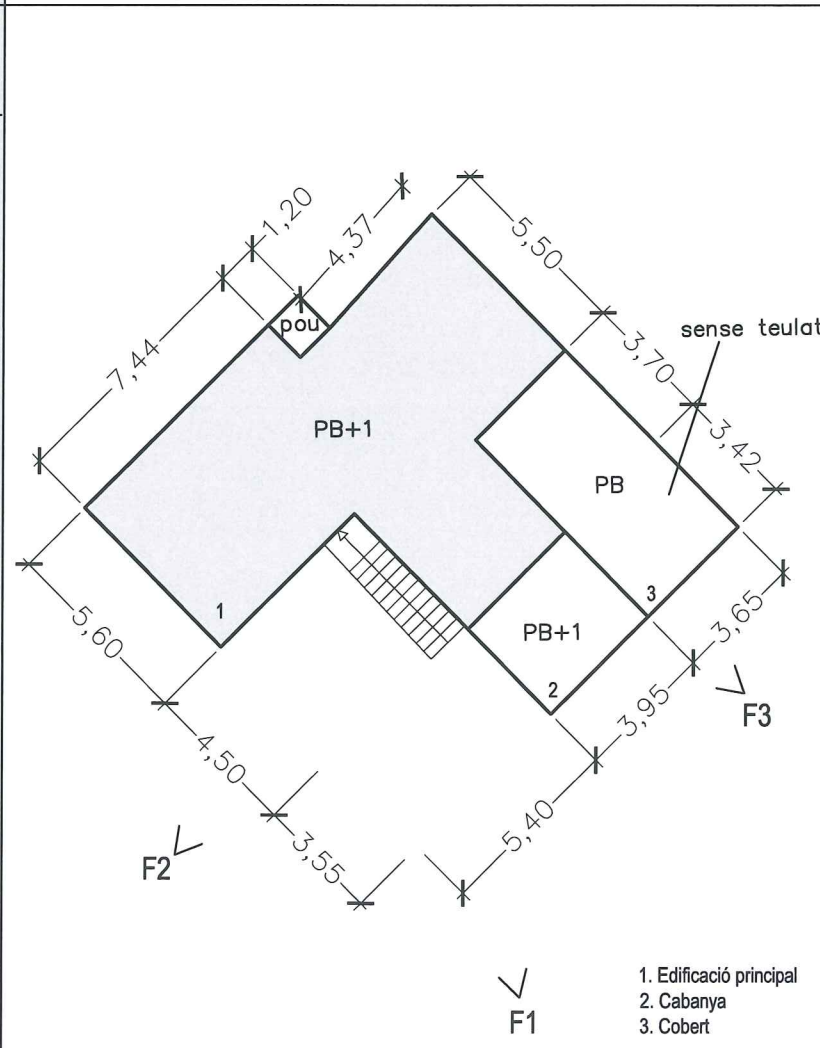 1,20
4,37
5,50
pou
sense teulat
7,44
3,70
PB+1
3,42
PB
1
3
5,60
PB+1
3,65
2
F3
3,95
4,50
5,40
F2
3,55
F1
1. Edificació principal
2. Cabanya
3. Cobert